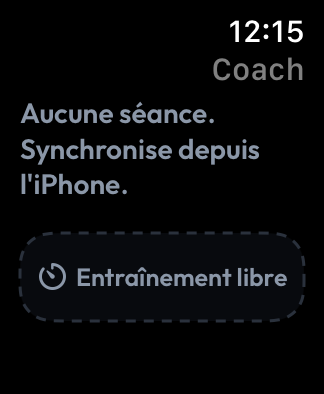 12:15
Coach
Aucune séance.
Synchronise depuis
l'iPhone.
Entraînement libre